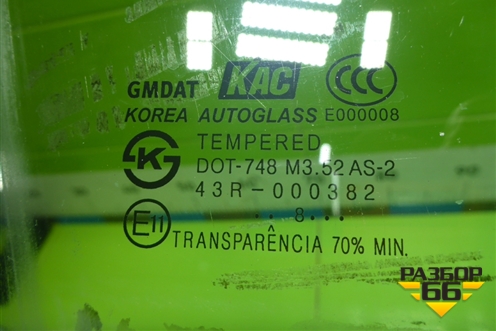 GMDAT KAC CCC
KOREA AUTOGLASS E000008
TEMPERED
DOT-748 M3.52 AS-2
43R-000382
E11
..8...
TRANSPARÊNCIA 70% MIN.
РАЗБОР
66